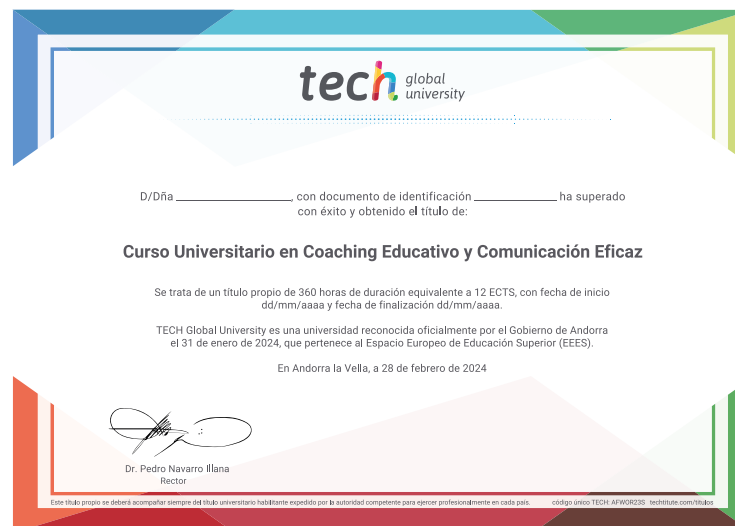 tech global university
D/Dña ______________, con documento de identificación ______________ ha superado
con éxito y obtenido el título de:
Curso Universitario en Coaching Educativo y Comunicación Eficaz
Se trata de un título propio de 360 horas de duración equivalente a 12 ECTS, con fecha de inicio
dd/mm/aaaa y fecha de finalización dd/mm/aaaa.
TECH Global University es una universidad reconocida oficialmente por el Gobierno de Andorra
el 31 de enero de 2024, que pertenece al Espacio Europeo de Educación Superior (EEES).
En Andorra la Vella, a 28 de febrero de 2024
Dr. Pedro Navarro Illana
Rector
Este título propio se deberá acompañar siempre del título universitario habilitante expedido por la autoridad competente para ejercer profesionalmente en cada país. código único TECH: AFWOR23S techtitute.com/titulos